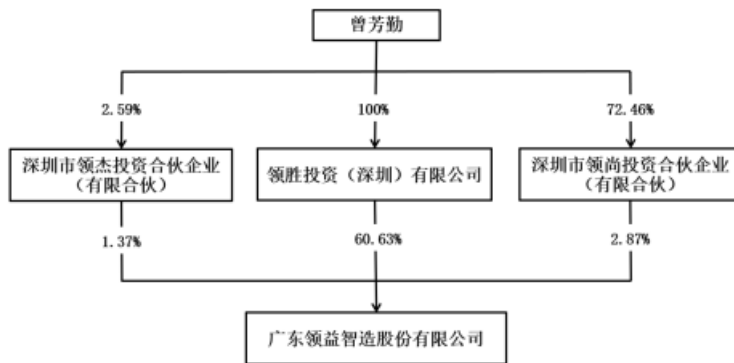 曾芳勤
2.59%
100%
72.46%
深圳市领杰投资合伙企业
（有限合伙）
领胜投资（深圳）有限公司
深圳市领尚投资合伙企业
（有限合伙）
1.37%
60.63%
2.87%
广东领益智造股份有限公司